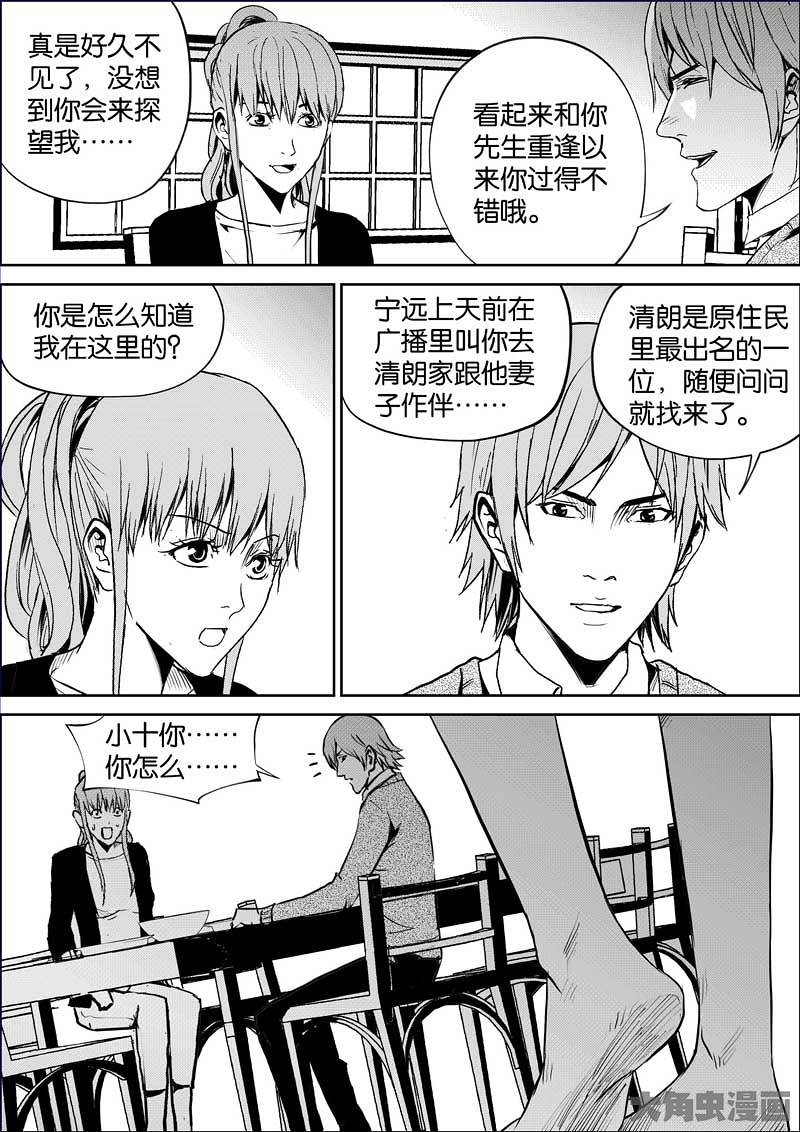 真是好久不
见了，没想
到你会来探
望我……
看起来和你
先生重逢以
来你过得不
错哦。
你是怎么知道
我在这里的？
宁远上天前在
广播里叫你去
清朗家跟他妻
子作伴……
清朗是原住民
里最出名的一
位，随便问问
就找来了。
小十你……
你怎么……
大角虫漫画